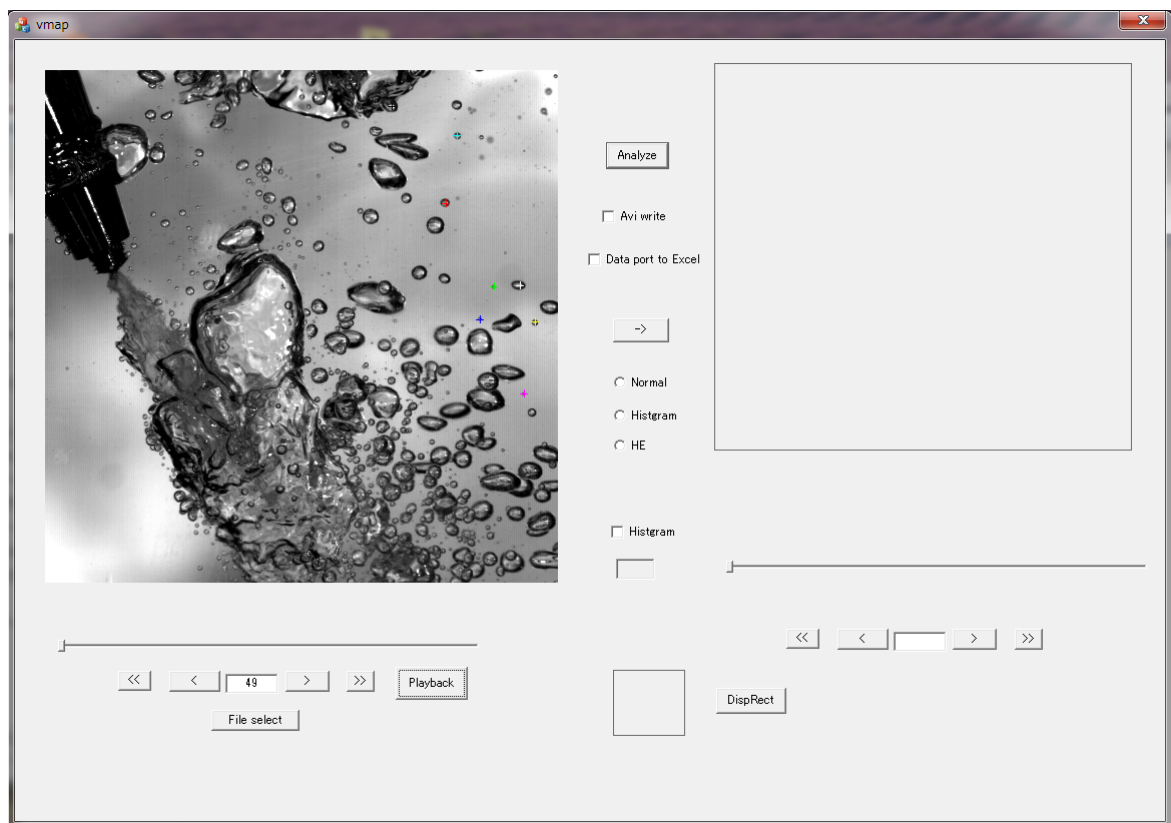 vmap
Analyze
Avi write
Data port to Excel
->
Normal
Histgram
HE
Histgram
<< < > >>
<< < 49 > >> Playback
DispRect
File select